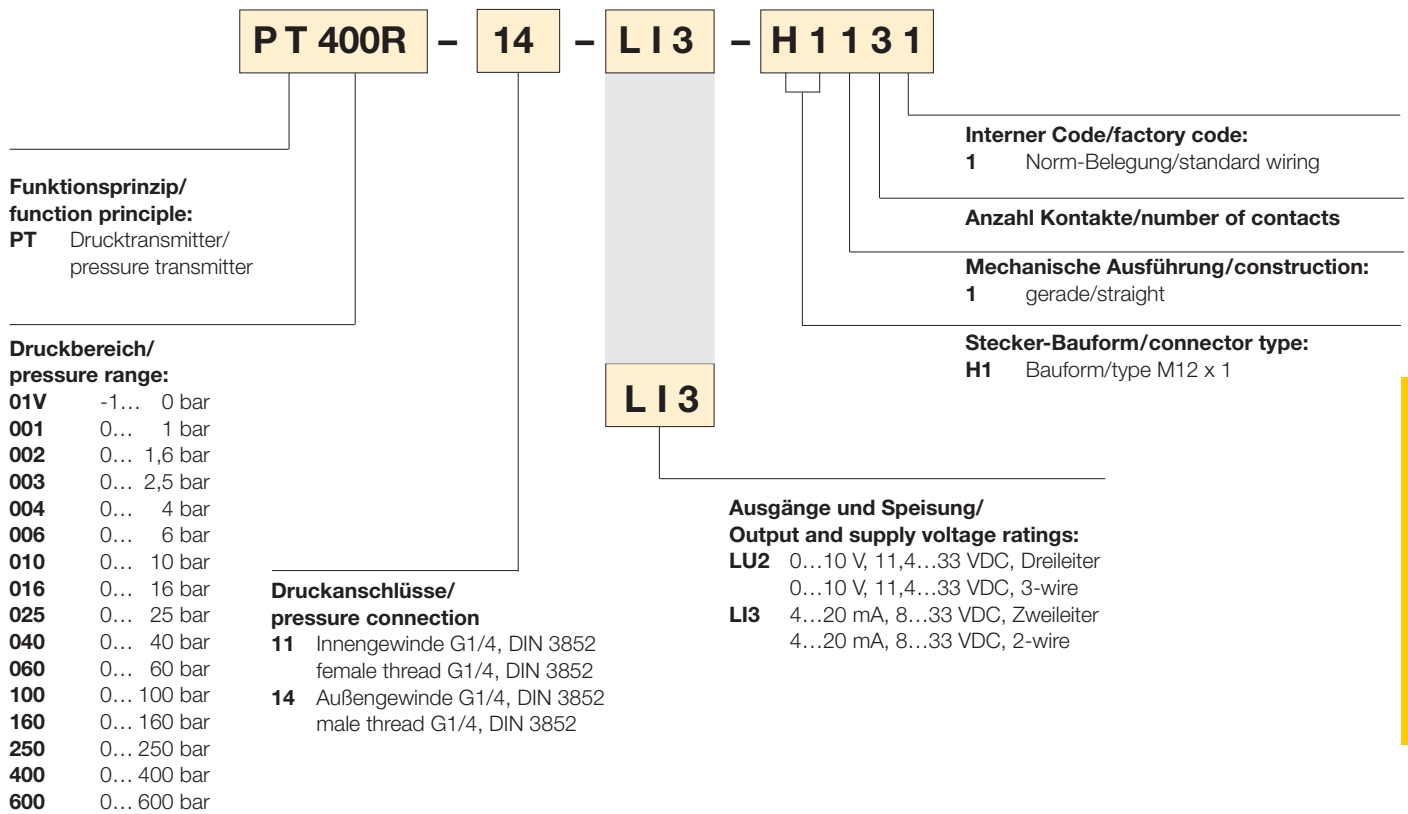 PT 400R – 14 – LI3 – H1131
Funktionsprinzip/
function principle:
PT Drucktransmitter/
pressure transmitter
Druckbereich/
pressure range:
01V -1… 0 bar
001 0… 1 bar
002 0… 1,6 bar
003 0… 2,5 bar
004 0… 4 bar
006 0… 6 bar
010 0… 10 bar
016 0… 16 bar
025 0… 25 bar
040 0… 40 bar
060 0… 60 bar
100 0… 100 bar
160 0… 160 bar
250 0… 250 bar
400 0… 400 bar
600 0… 600 bar
Druckanschlüsse/
pressure connection
11 Innengewinde G1/4, DIN 3852
female thread G1/4, DIN 3852
14 Außengewinde G1/4, DIN 3852
male thread G1/4, DIN 3852
LI3
Ausgänge und Speisung/
Output and supply voltage ratings:
LU2 0…10 V, 11,4…33 VDC, Dreileiter
0…10 V, 11,4…33 VDC, 3-wire
LI3 4…20 mA, 8…33 VDC, Zweileiter
4…20 mA, 8…33 VDC, 2-wire
Interner Code/factory code:
1 Norm-Belegung/standard wiring
Anzahl Kontakte/number of contacts
Mechanische Ausführung/construction:
1 gerade/straight
Stecker-Bauform/connector type:
H1 Bauform/type M12 x 1